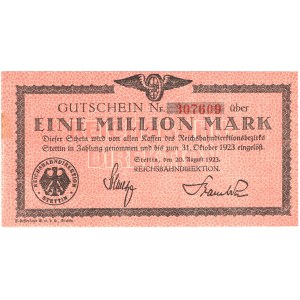 GUTSCHEIN Nr. 307609 über
EINE MILLION MARK
Dieser Schein wird von allen Kassen des Reichsbahndirektionsbezirks
Stettin in Zahlung genommen und bis zum 31. Oktober 1923 eingelöst.
Stettin, den 20. August 1923.
REICHSBAHNDIREKTION.
REICHSBAHNDIREKTION
STETTIN